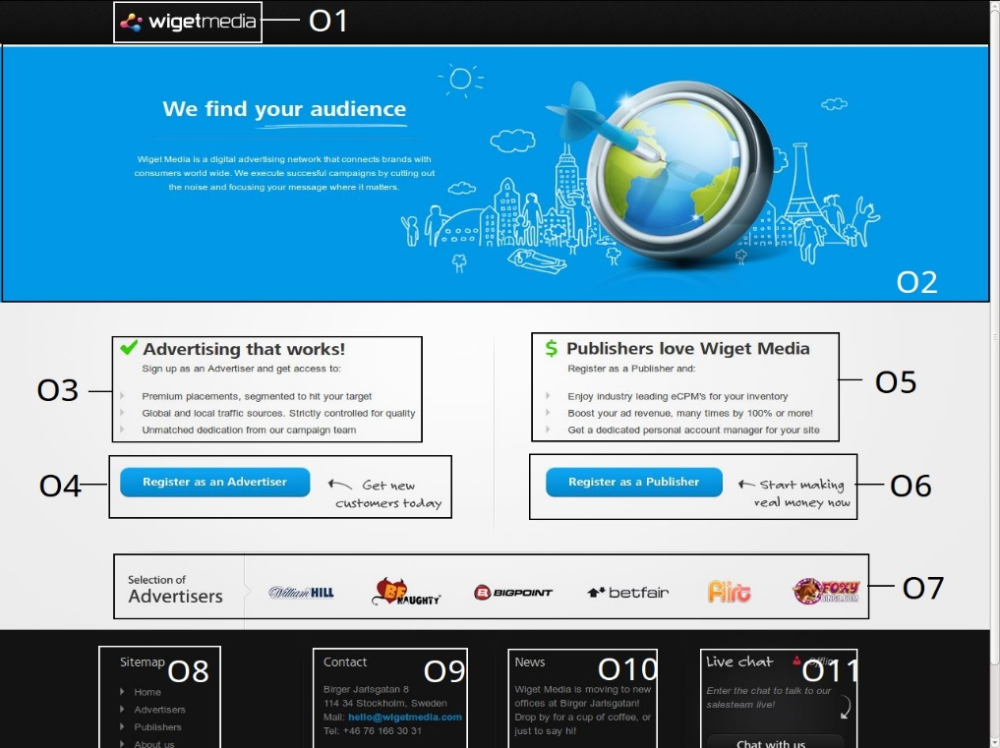 wigetmedia O1
We find your audience
Wiget Media is a digital advertising network that connects brands with
consumers world wide. We execute succesful campaigns by cutting out
the noise and focusing your message where it matters.
O2
Advertising that works!
Sign up as an Advertiser and get access to:
Premium placements, segmented to hit your target
Global and local traffic sources. Strictly controlled for quality
Unmatched dedication from our campaign team
O3
$ Publishers love Wiget Media
Register as a Publisher and:
Enjoy industry leading eCPM's for your inventory
Boost your ad revenue, many times by 100% or more!
Get a dedicated personal account manager for your site
O5
O4
Register as an Advertiser
Get new
customers today
Register as a Publisher
Start making
real money now
O6
Selection of
Advertisers
William HILL
BE NAUGHTY
BIGPOINT
betfair
Flirt
FOXY
BINGO.COM
O7
Sitemap
O8
Home
Advertisers
Publishers
About us
Contact
O9
Birger Jarlsgatan 8
114 34 Stockholm, Sweden
Mail: hello@wigetmedia.com
Tel: +46 76 166 30 31
News
O10
Wiget Media is moving to new
offices at Birger Jarlsgatan!
Drop by for a cup of coffee, or
just to say hi!
Live chat
O11
Enter the chat to talk to our
salesteam live!
Chat with us